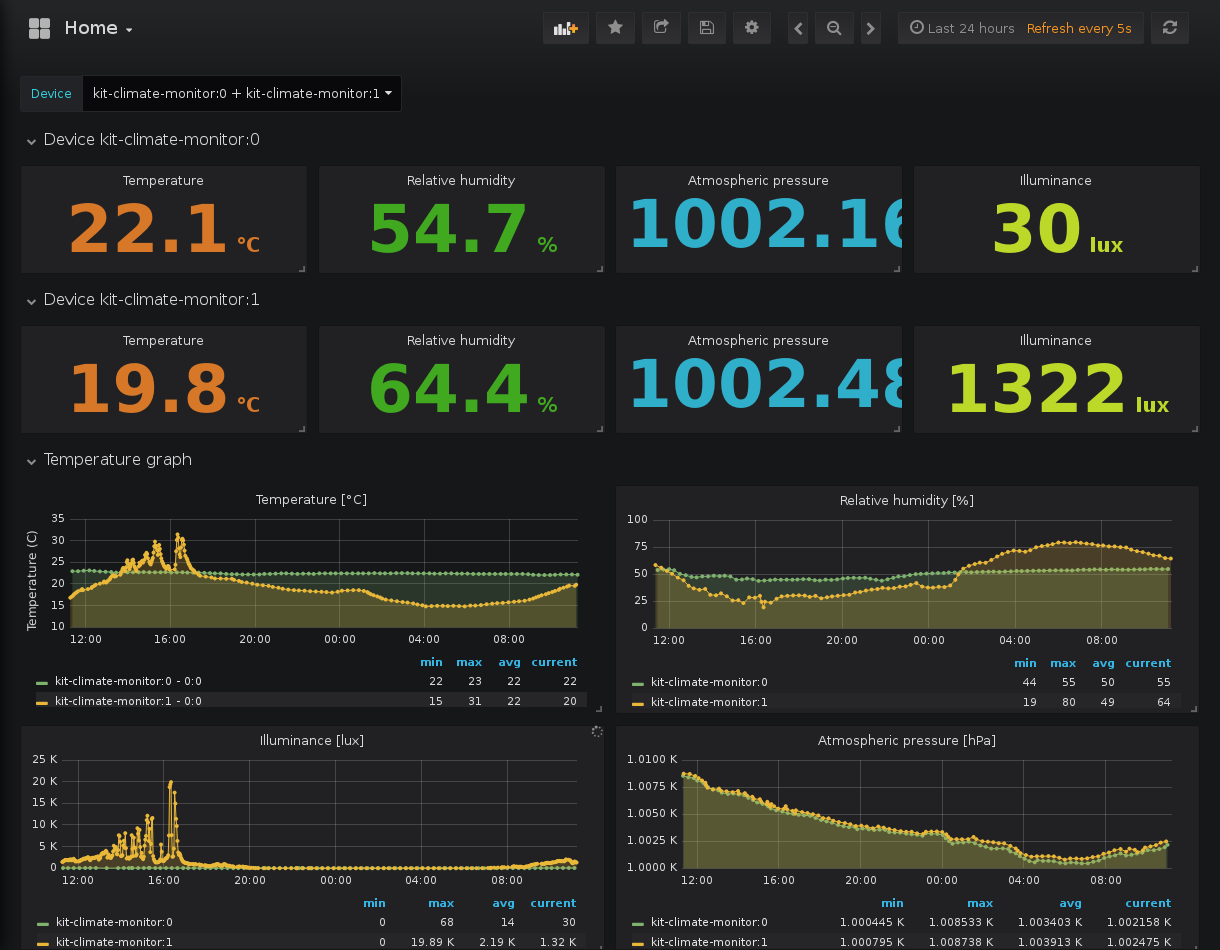 Home
Last 24 hours Refresh every 5s
Device kit-climate-monitor:0 + kit-climate-monitor:1
Device kit-climate-monitor:0
Temperature Relative humidity Atmospheric pressure Illuminance
22.1 °C 54.7 % 1002.16 30 lux
Device kit-climate-monitor:1
Temperature Relative humidity Atmospheric pressure Illuminance
19.8 °C 64.4 % 1002.48 1322 lux
Temperature graph
Temperature [°C]
Temperature (C)
35
30
25
20
15
10
12:00 16:00 20:00 00:00 04:00 08:00
min max avg current
kit-climate-monitor:0 - 0:0 22 23 22 22
kit-climate-monitor:1 - 0:0 15 31 22 20
Relative humidity [%]
100
75
50
25
0
12:00 16:00 20:00 00:00 04:00 08:00
min max avg current
kit-climate-monitor:0 44 55 50 55
kit-climate-monitor:1 19 80 49 64
Illuminance [lux]
25 K
20 K
15 K
10 K
5 K
0
12:00 16:00 20:00 00:00 04:00 08:00
min max avg current
kit-climate-monitor:0 0 68 14 30
kit-climate-monitor:1 0 19.89 K 2.19 K 1.32 K
Atmospheric pressure [hPa]
1.0100 K
1.0075 K
1.0050 K
1.0025 K
1.0000 K
12:00 16:00 20:00 00:00 04:00 08:00
min max avg current
kit-climate-monitor:0 1.000445 K 1.008533 K 1.003403 K 1.002158 K
kit-climate-monitor:1 1.000795 K 1.008738 K 1.003913 K 1.002475 K